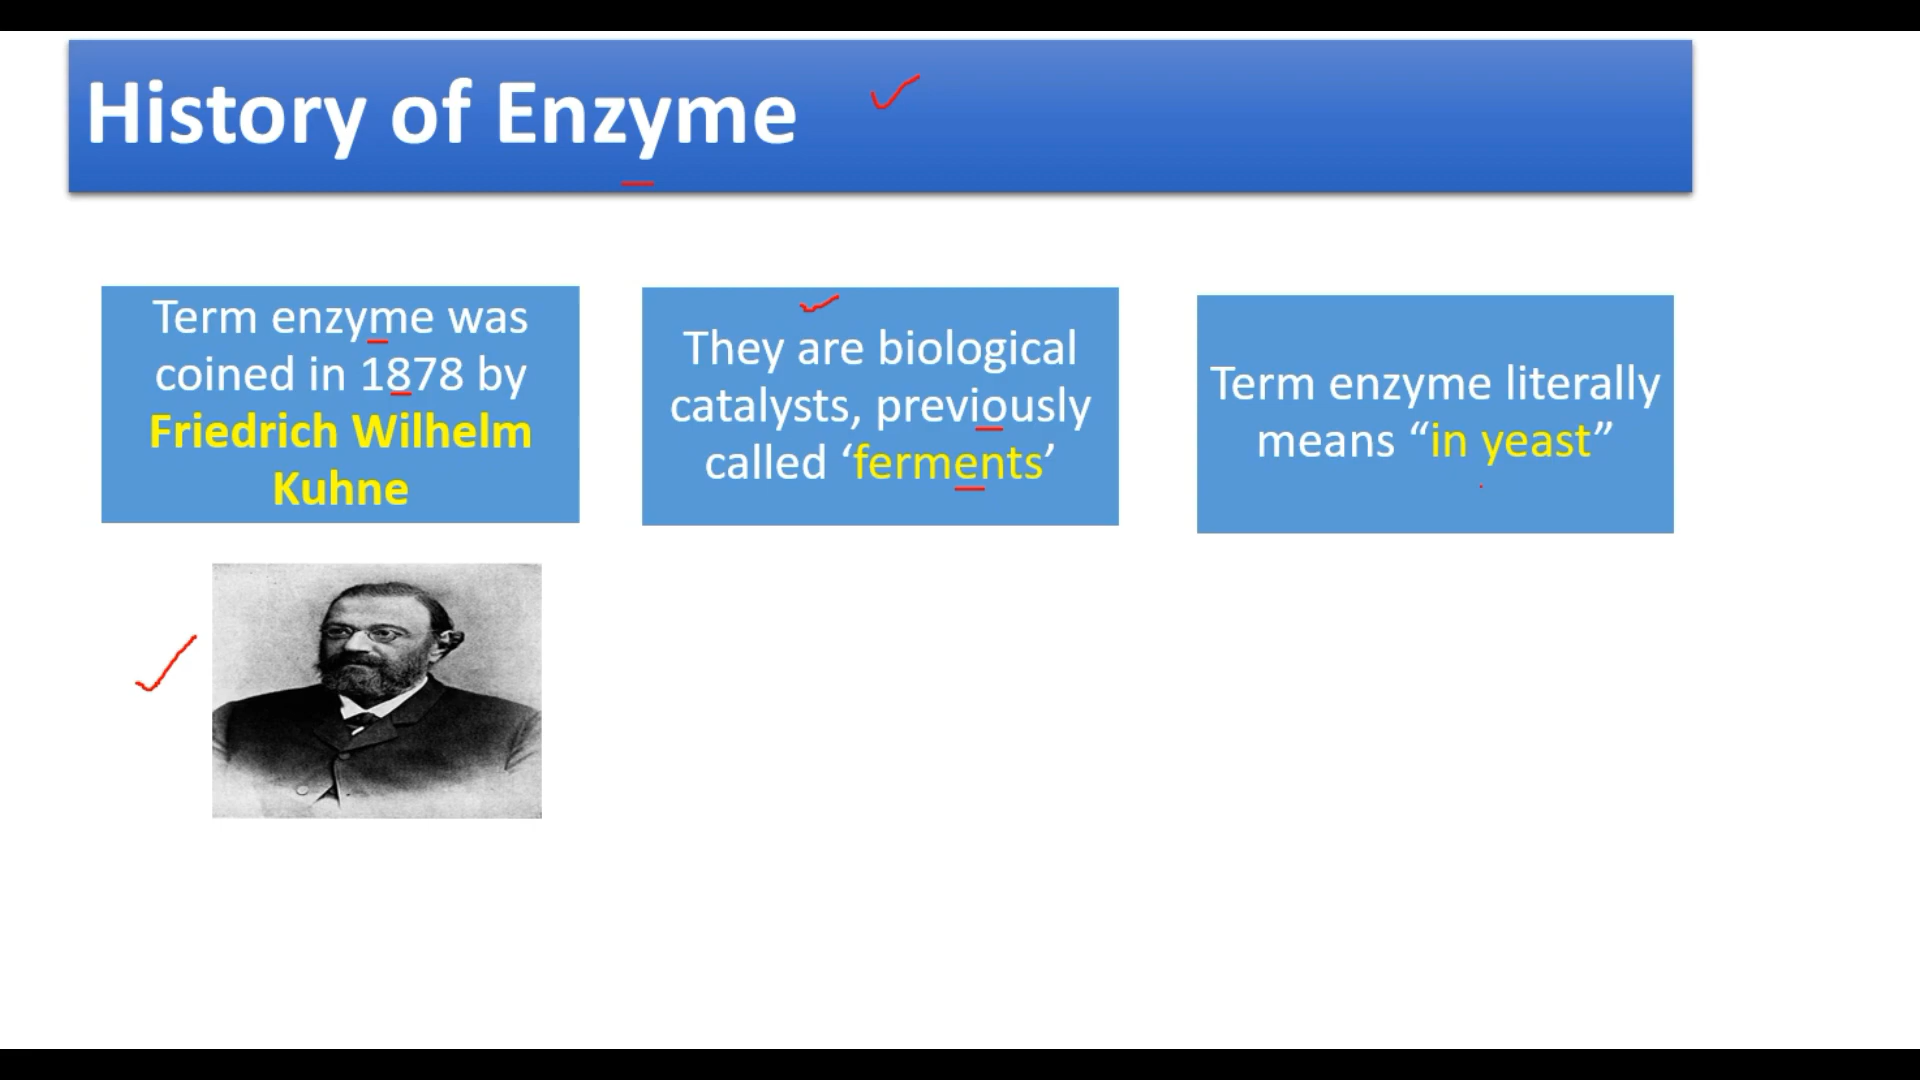 History of Enzyme
Term enzyme was
coined in 1878 by
Friedrich Wilhelm
Kuhne
They are biological
catalysts, previously
called ‘ferments’
Term enzyme literally
means “in yeast”